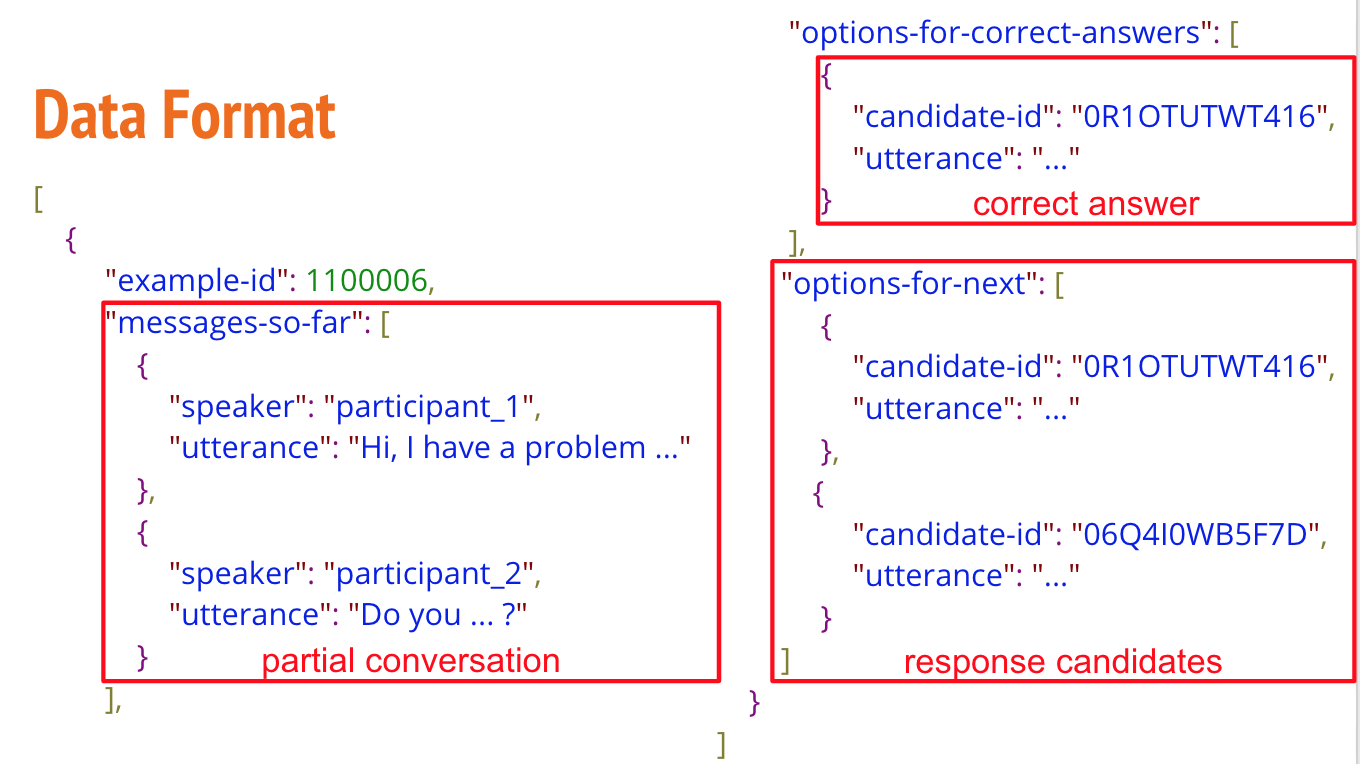 Data Format
[
{
"example-id": 1100006,
"messages-so-far": [
{
"speaker": "participant_1",
"utterance": "Hi, I have a problem ..."
},
{
"speaker": "participant_2",
"utterance": "Do you ... ?"
}
partial conversation
],
"options-for-correct-answers": [
{
"candidate-id": "0R1OTUTWT416",
"utterance": "..."
}
correct answer
],
"options-for-next": [
{
"candidate-id": "0R1OTUTWT416",
"utterance": "..."
},
{
"candidate-id": "06Q4I0WB5F7D",
"utterance": "..."
}
]
response candidates
}
]